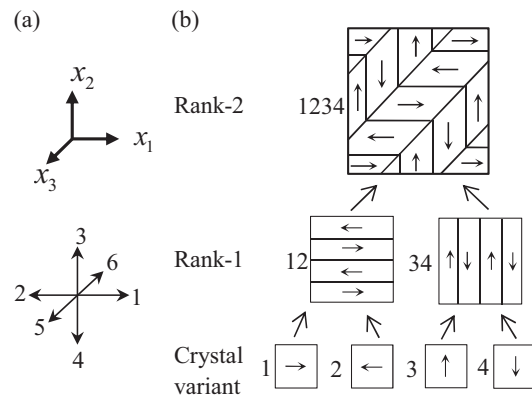 (a)
x₂
x₁
x₃
3
6
2
1
5
4
(b)
Rank-2
1234
Rank-1
12
34
Crystal
variant
1
2
3
4